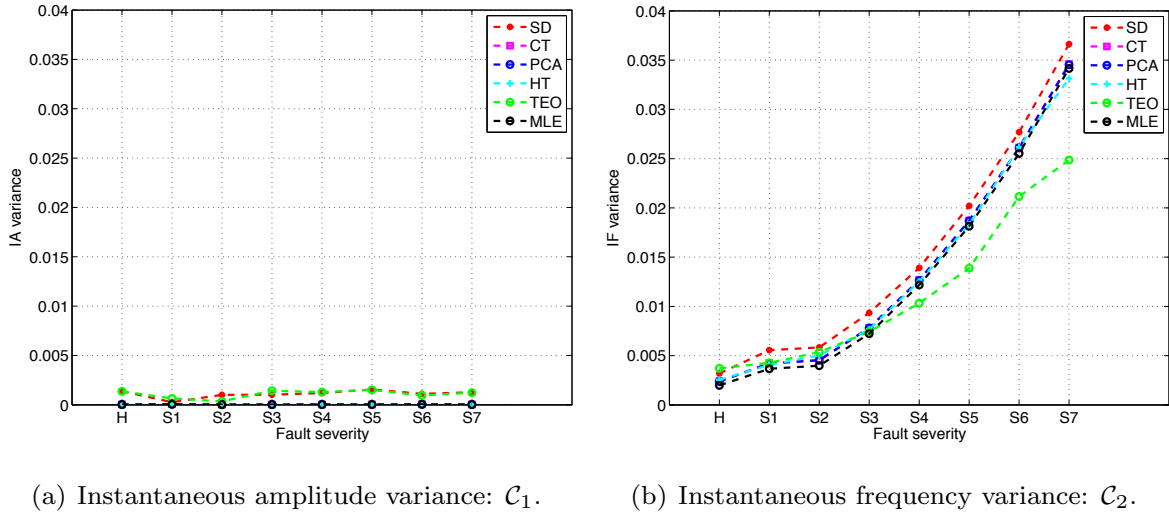 0.04
0.035
0.03
0.025
0.02
0.015
0.01
0.005
0
IA variance
H S1 S2 S3 S4 S5 S6 S7
Fault severity
SD
CT
PCA
HT
TEO
MLE
(a) Instantaneous amplitude variance: C₁.
0.04
0.035
0.03
0.025
0.02
0.015
0.01
0.005
0
IF variance
H S1 S2 S3 S4 S5 S6 S7
Fault severity
SD
CT
PCA
HT
TEO
MLE
(b) Instantaneous frequency variance: C₂.